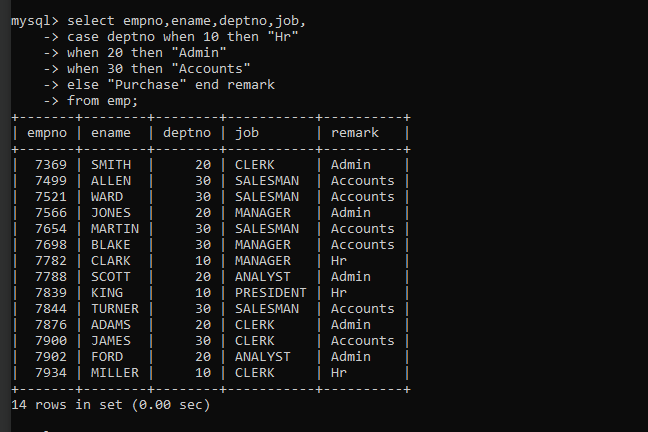 mysql> select empno,ename,deptno,job,
    -> case deptno when 10 then "Hr"
    -> when 20 then "Admin"
    -> when 30 then "Accounts"
    -> else "Purchase" end remark
    -> from emp;
+-------+--------+--------+-----------+----------+
| empno | ename  | deptno | job       | remark   |
+-------+--------+--------+-----------+----------+
|  7369 | SMITH  |     20 | CLERK     | Admin    |
|  7499 | ALLEN  |     30 | SALESMAN  | Accounts |
|  7521 | WARD   |     30 | SALESMAN  | Accounts |
|  7566 | JONES  |     20 | MANAGER   | Admin    |
|  7654 | MARTIN |     30 | SALESMAN  | Accounts |
|  7698 | BLAKE  |     30 | MANAGER   | Accounts |
|  7782 | CLARK  |     10 | MANAGER   | Hr       |
|  7788 | SCOTT  |     20 | ANALYST   | Admin    |
|  7839 | KING   |     10 | PRESIDENT | Hr       |
|  7844 | TURNER |     30 | SALESMAN  | Accounts |
|  7876 | ADAMS  |     20 | CLERK     | Admin    |
|  7900 | JAMES  |     30 | CLERK     | Accounts |
|  7902 | FORD   |     20 | ANALYST   | Admin    |
|  7934 | MILLER |     10 | CLERK     | Hr       |
+-------+--------+--------+-----------+----------+
14 rows in set (0.00 sec)